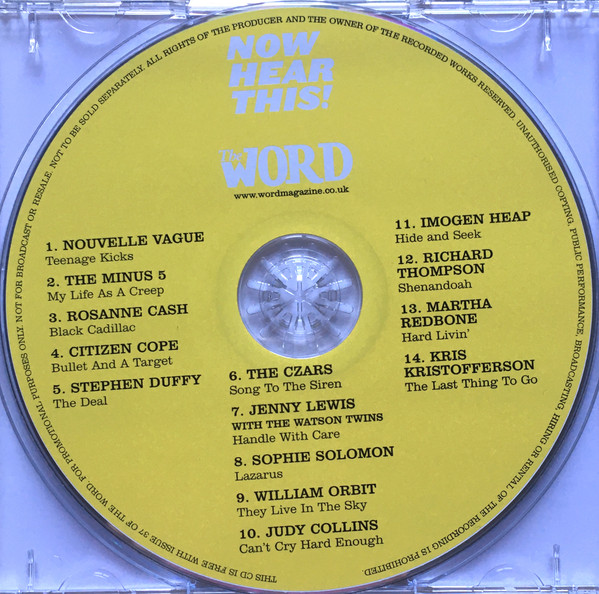 NOW
HEAR
THIS!
The WORD
www.wordmagazine.co.uk
1. NOUVELLE VAGUE
Teenage Kicks
2. THE MINUS 5
My Life As A Creep
3. ROSANNE CASH
Black Cadillac
4. CITIZEN COPE
Bullet And A Target
5. STEPHEN DUFFY
The Deal
6. THE CZARS
Song To The Siren
7. JENNY LEWIS
WITH THE WATSON TWINS
Handle With Care
8. SOPHIE SOLOMON
Lazarus
9. WILLIAM ORBIT
They Live In The Sky
10. JUDY COLLINS
Can't Cry Hard Enough
11. IMOGEN HEAP
Hide and Seek
12. RICHARD
THOMPSON
Shenandoah
13. MARTHA
REDBONE
Hard Livin'
14. KRIS
KRISTOFFERSON
The Last Thing To Go
THIS CD IS FREE WITH ISSUE 37 OF THE WORD. FOR PROMOTIONAL PURPOSES ONLY. NOT FOR BROADCAST OR RESALE. NOT TO BE SOLD SEPARATELY. ALL RIGHTS OF THE PRODUCER AND THE OWNER OF THE RECORDED WORKS RESERVED. UNAUTHORISED COPYING, PUBLIC PERFORMANCE, BROADCASTING, HIRING OR RENTAL OF THE RECORDING IS PROHIBITED.